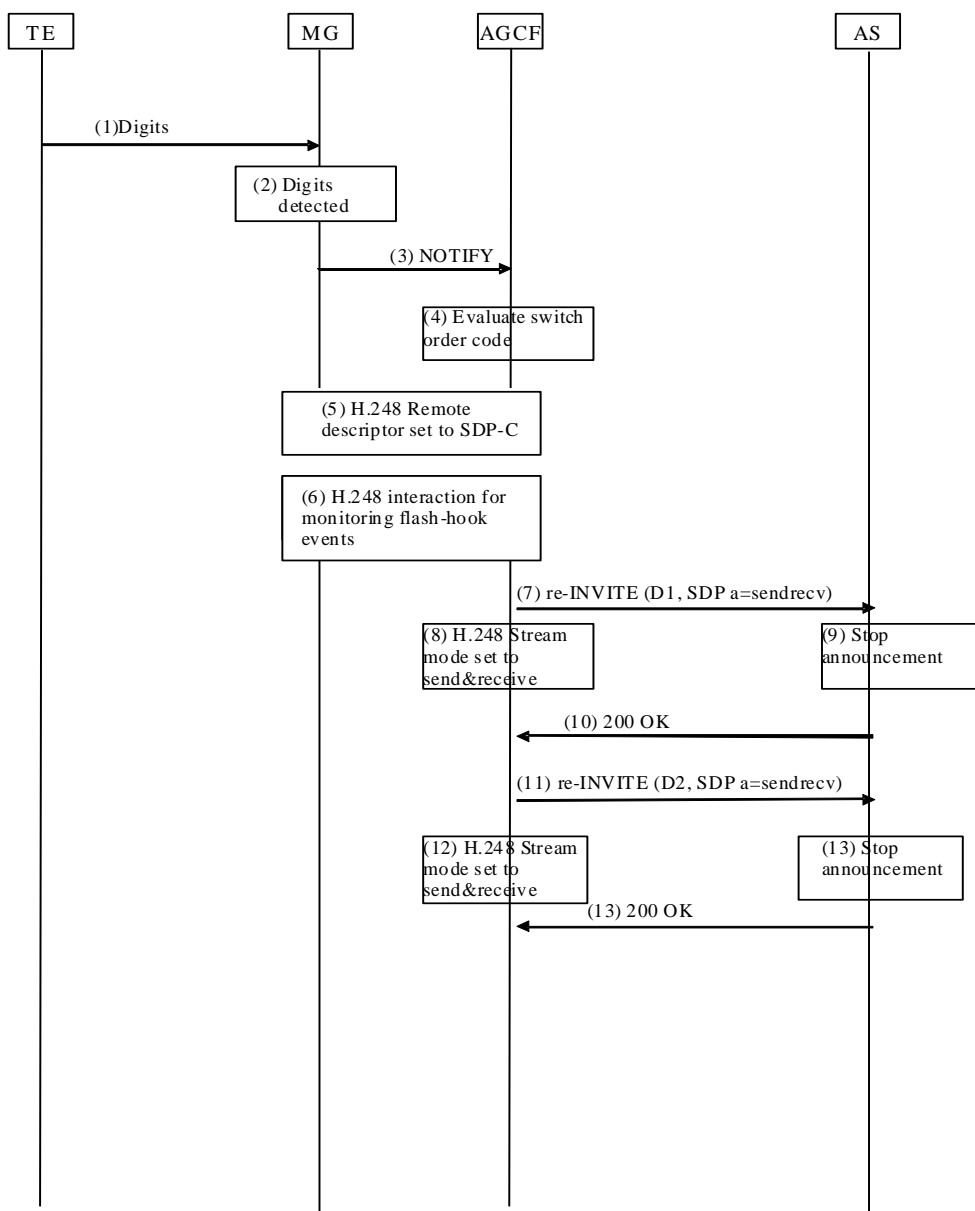 TE
MG
AGCF
AS
(1)Digits
(2) Digits
detected
(3) NOTIFY
(4) Evaluate switch
order code
(5) H.248 Remote
descriptor set to SDP-C
(6) H.248 interaction for
monitoring flash-hook
events
(7) re-INVITE (D1, SDP a=sendrecv)
(8) H.248 Stream
mode set to
send&receive
(9) Stop
announcement
(10) 200 OK
(11) re-INVITE (D2, SDP a=sendrecv)
(12) H.248 Stream
mode set to
send&receive
(13) Stop
announcement
(13) 200 OK